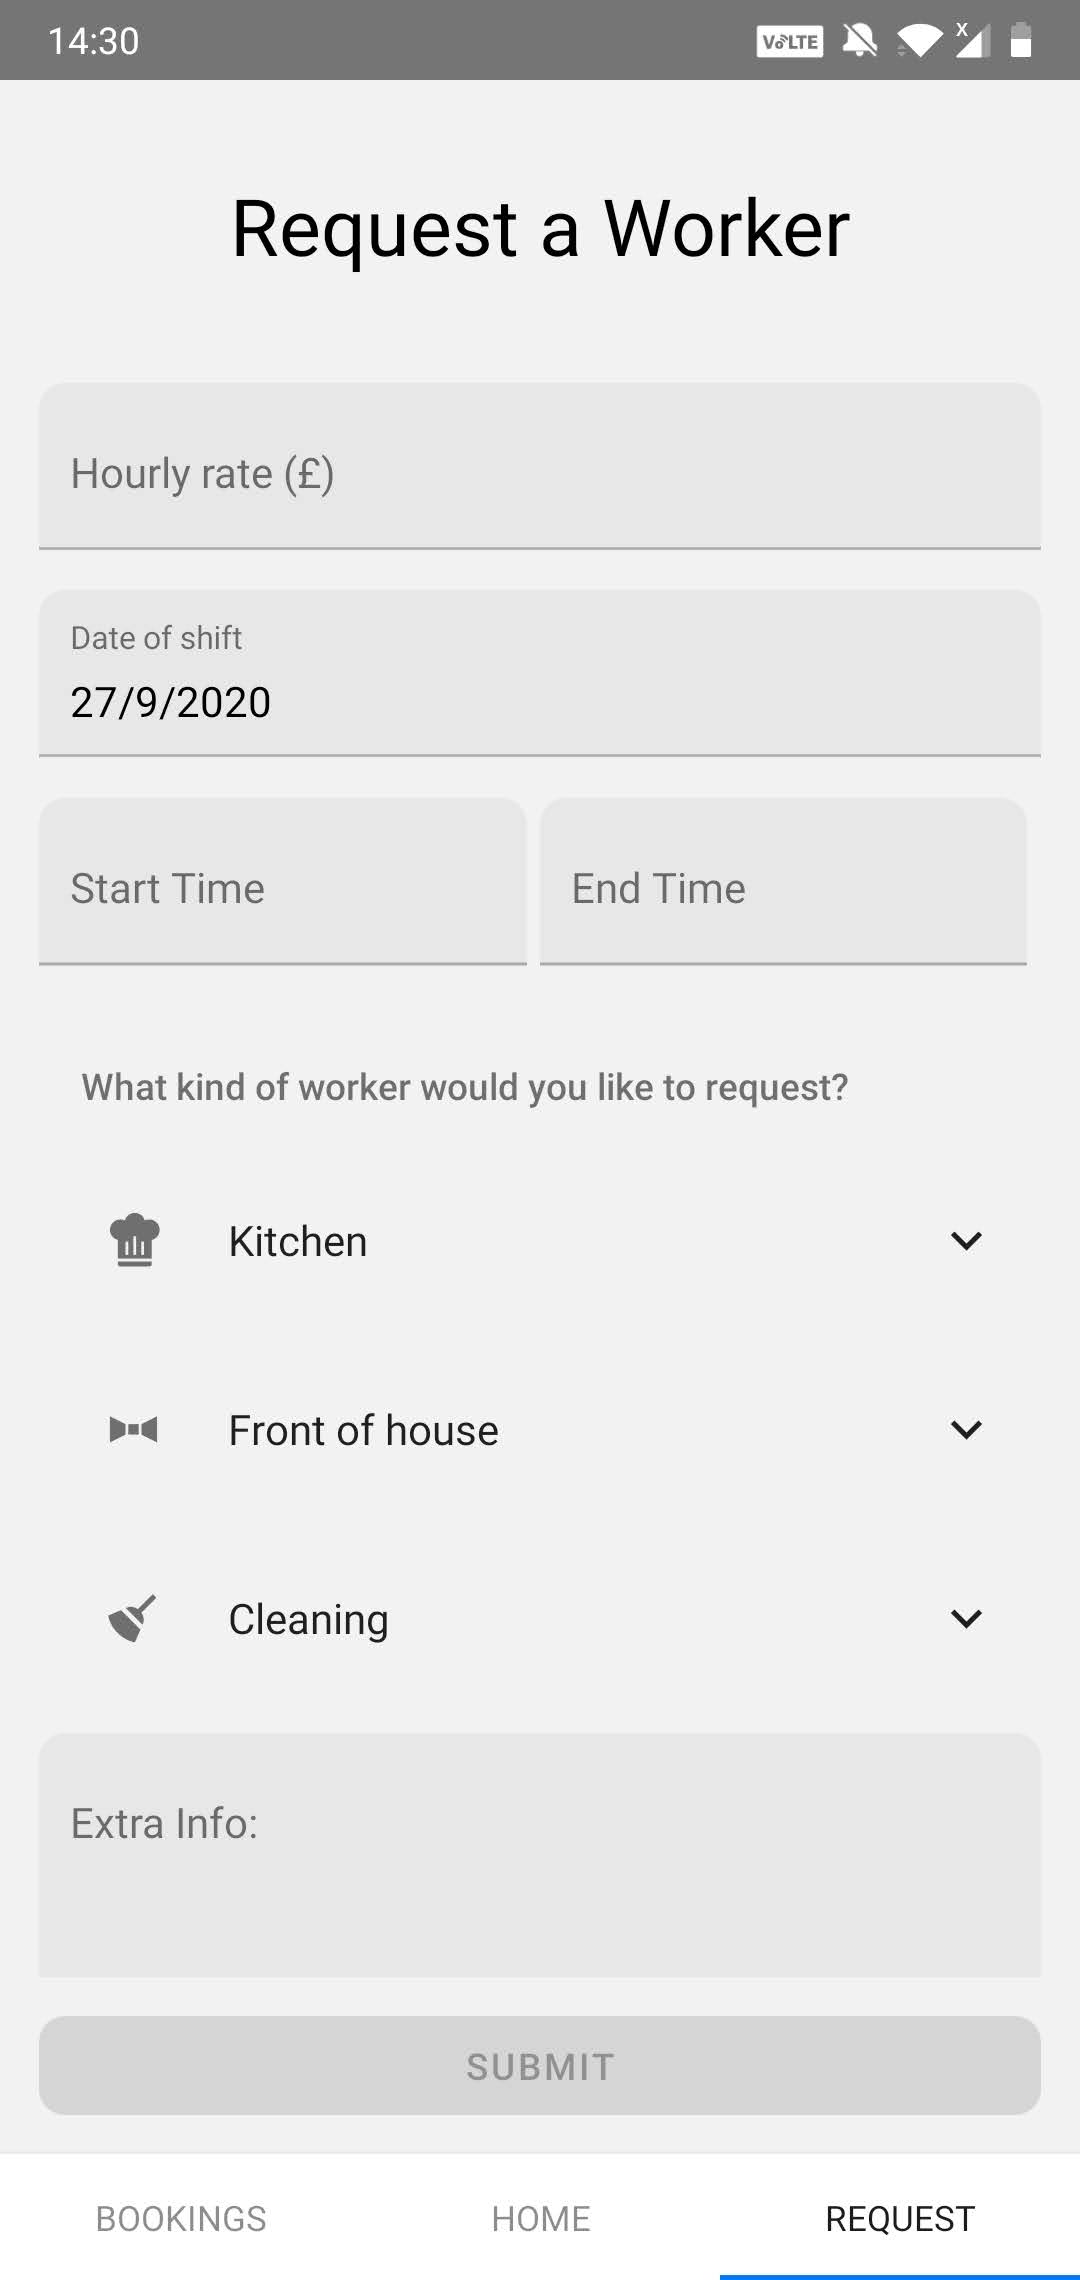 14:30
VoLTE
X
Request a Worker
Hourly rate (£)
Date of shift
27/9/2020
Start Time
End Time
What kind of worker would you like to request?
Kitchen
Front of house
Cleaning
Extra Info:
SUBMIT
BOOKINGS HOME REQUEST